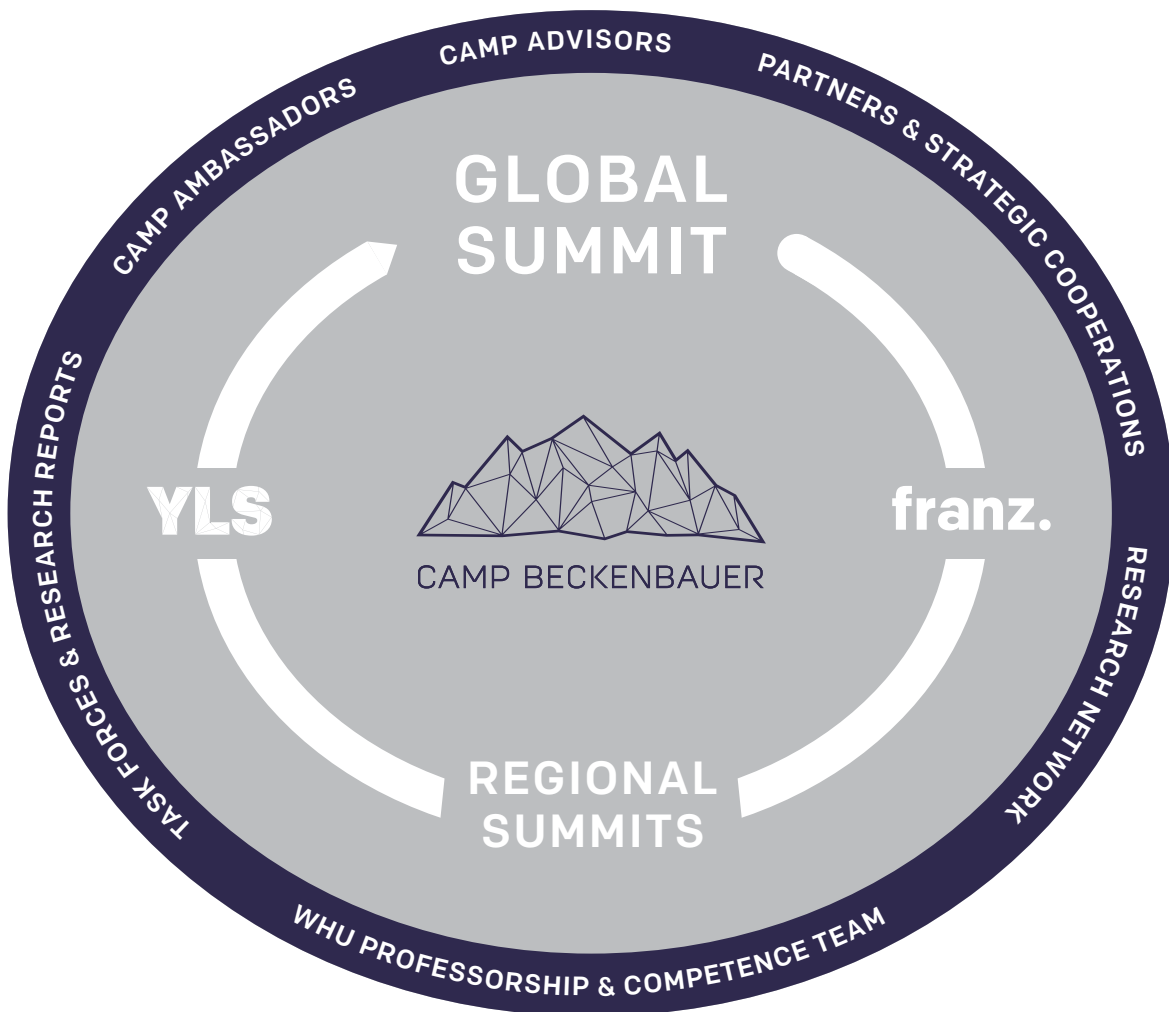 CAMP ADVISORS
PARTNERS & STRATEGIC COOPERATIONS
RESEARCH NETWORK
WHU PROFESSORSHIP & COMPETENCE TEAM
TASK FORCES & RESEARCH REPORTS
CAMP AMBASSADORS
GLOBAL
SUMMIT
franz.
REGIONAL
SUMMITS
YLS
CAMP BECKENBAUER